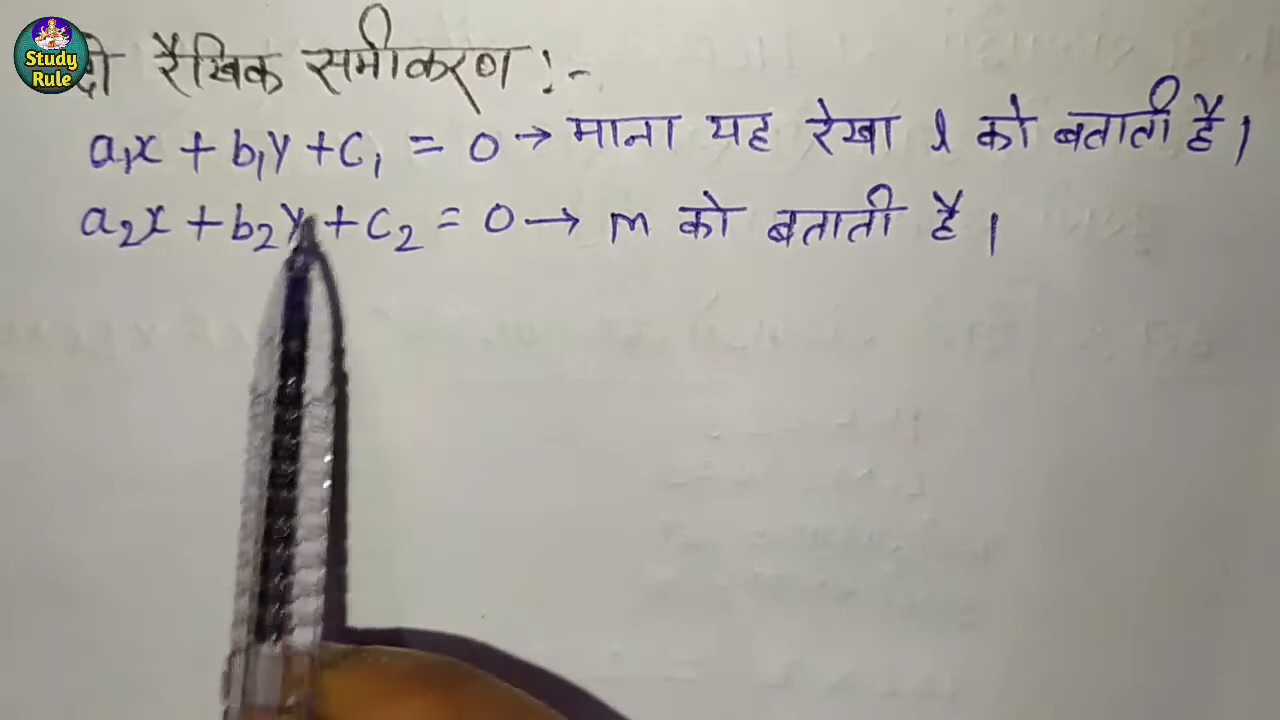 Study
Rule
दो रैखिक समीकरण :-
a₁x + b₁y + c₁ = 0 → माना यह रेखा l को बताती है।
a₂x + b₂y + c₂ = 0 → m को बताती है।